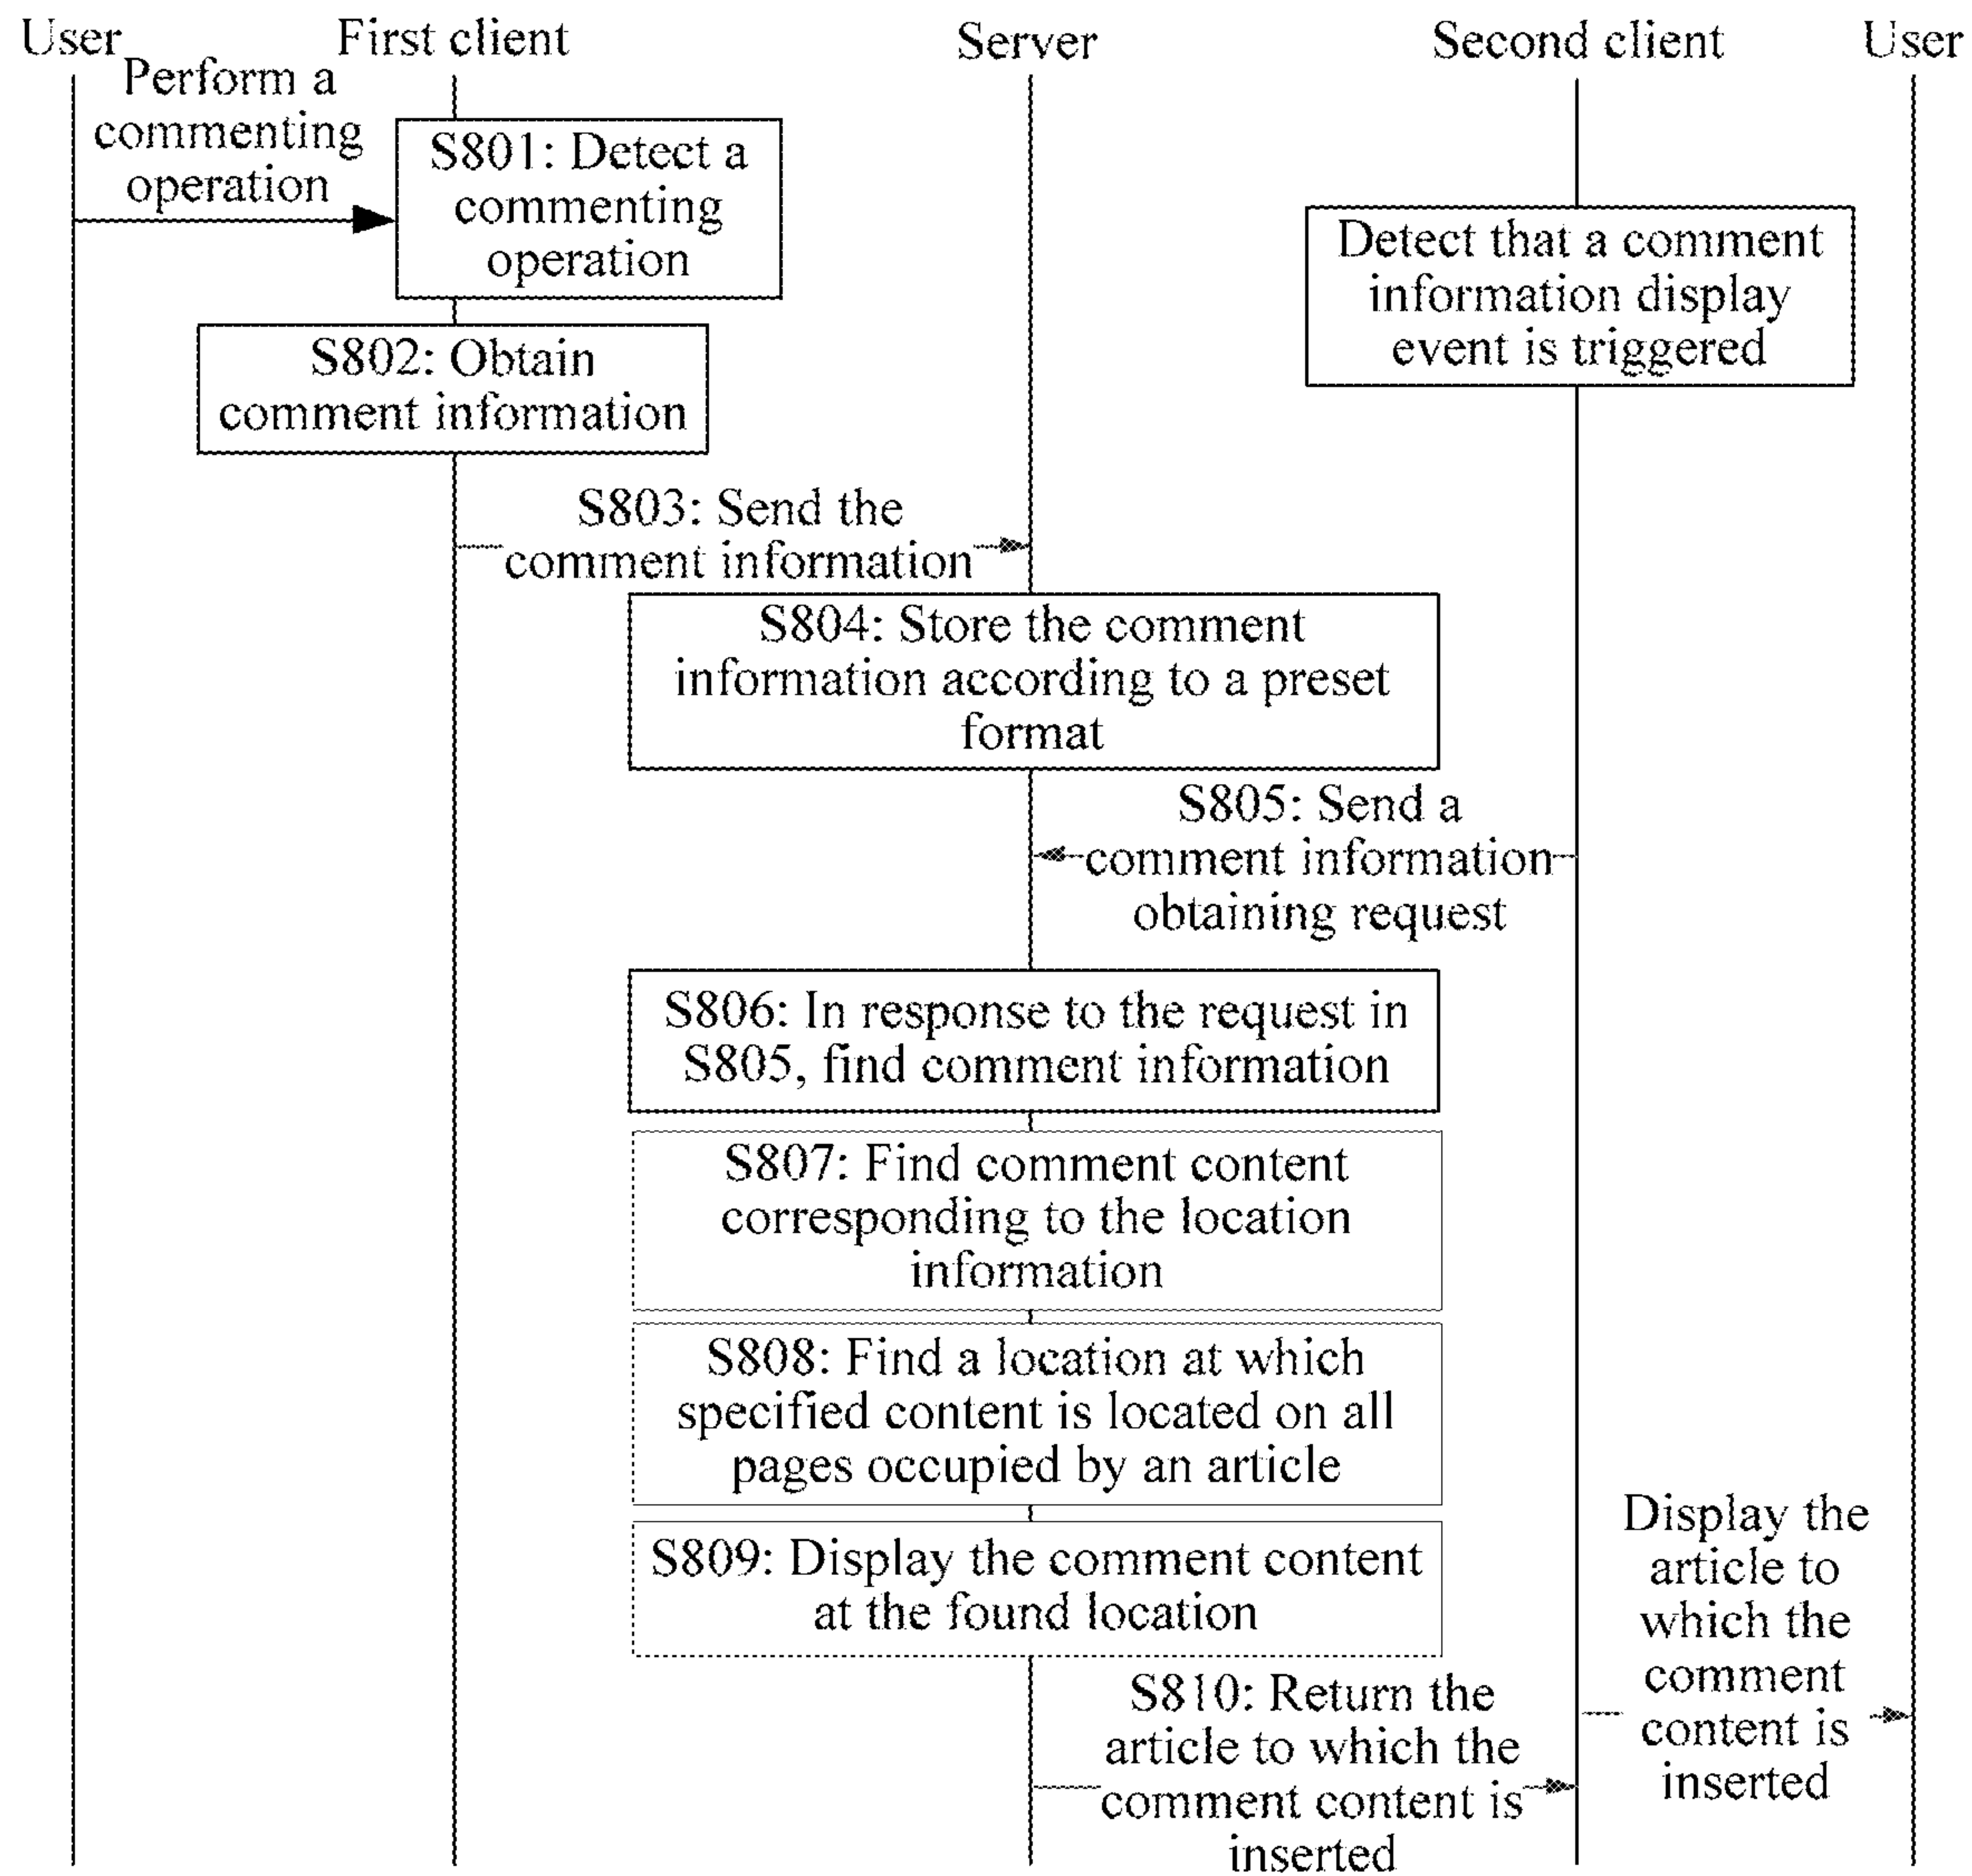 User
First client
Server
Second client
User
Perform a
commenting
operation
S801: Detect a
commenting
operation
Detect that a comment
information display
event is triggered
S802: Obtain
comment information
S803: Send the
comment information
S804: Store the comment
information according to a preset
format
S805: Send a
comment information
obtaining request
S806: In response to the request in
S805, find comment information
S807: Find comment content
corresponding to the location
information
S808: Find a location at which
specified content is located on all
pages occupied by an article
S809: Display the comment content
at the found location
S810: Return the
article to which the
comment content is
inserted
Display the
article to
which the
comment
content is
inserted